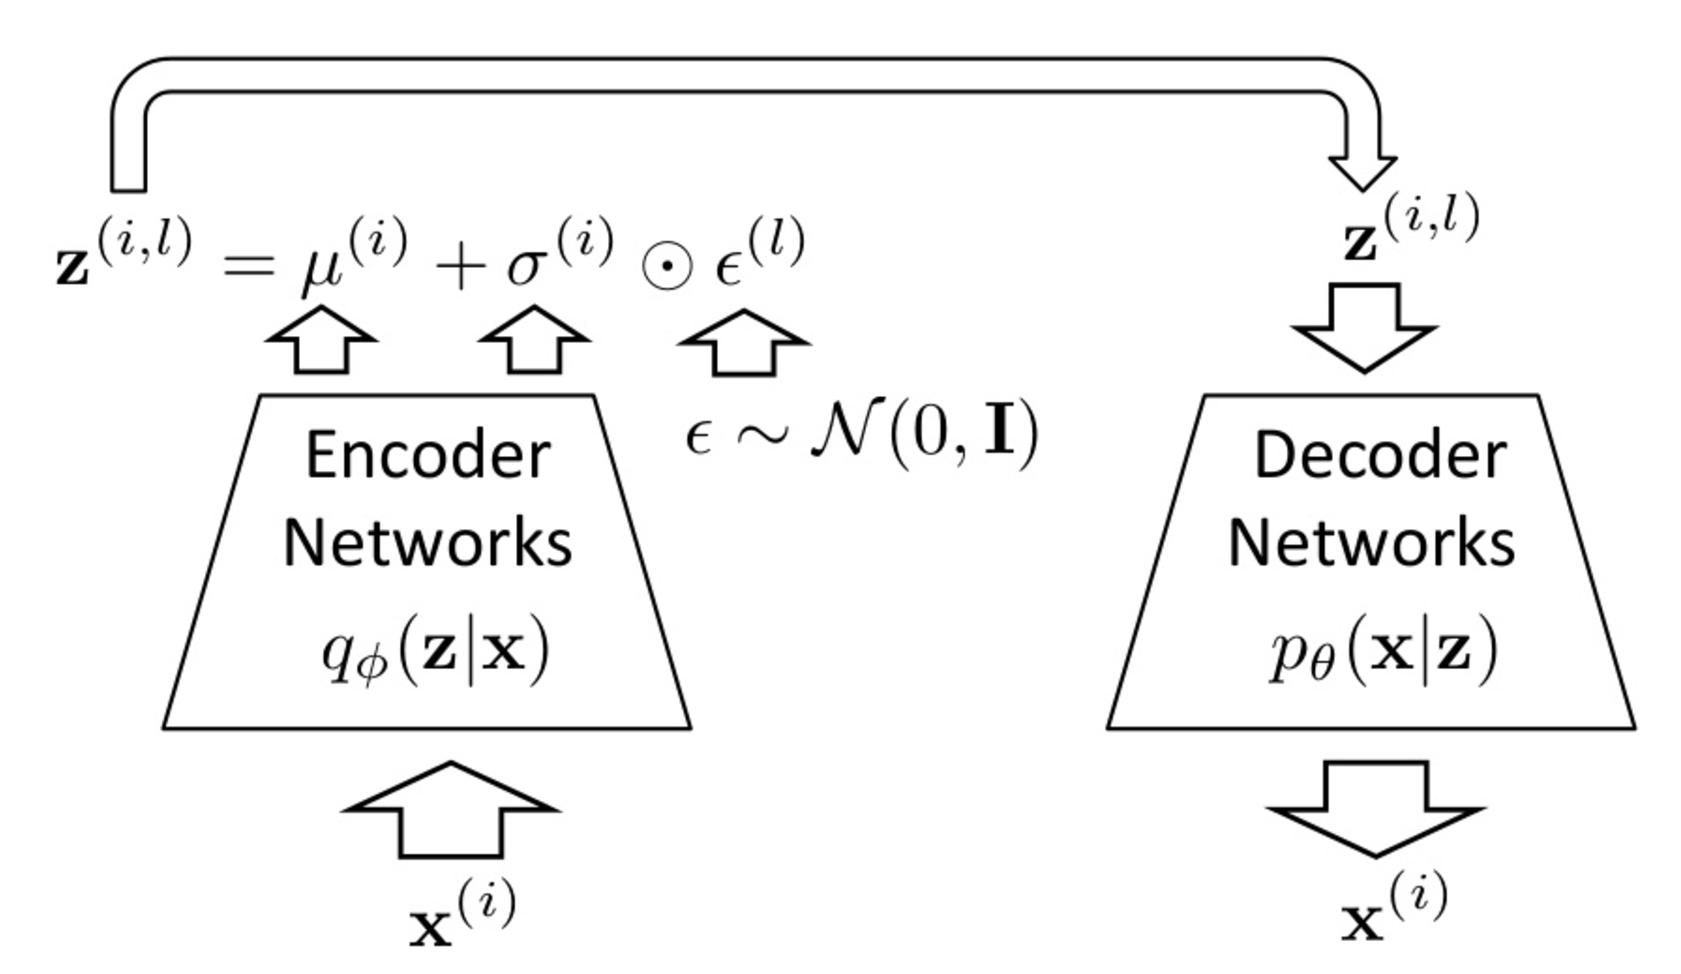 z^(i,l) = μ^(i) + σ^(i) ⊙ ϵ^(l)
ϵ ∼ 𝒩(0, I)
Encoder
Networks
q_ϕ(z|x)
x^(i)
z^(i,l)
Decoder
Networks
p_θ(x|z)
x^(i)